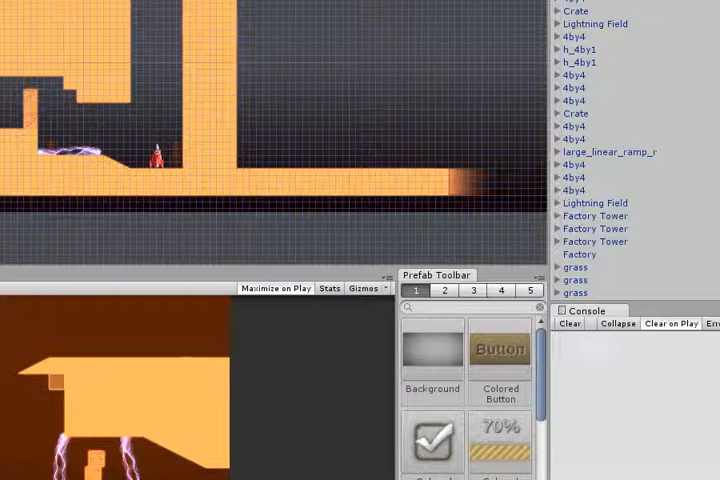 Crate
Lightning Field
4by4
h_4by1
h_4by1
4by4
4by4
4by4
Crate
4by4
4by4
large_linear_ramp_r
4by4
4by4
4by4
Lightning Field
Factory Tower
Factory Tower
Factory Tower
Factory
grass
grass
grass
Maximize on Play Stats Gizmos
Prefab Toolbar
1 2 3 4 5
Console
Clear Collapse Clear on Play
Button
Background
Colored
Button
70%